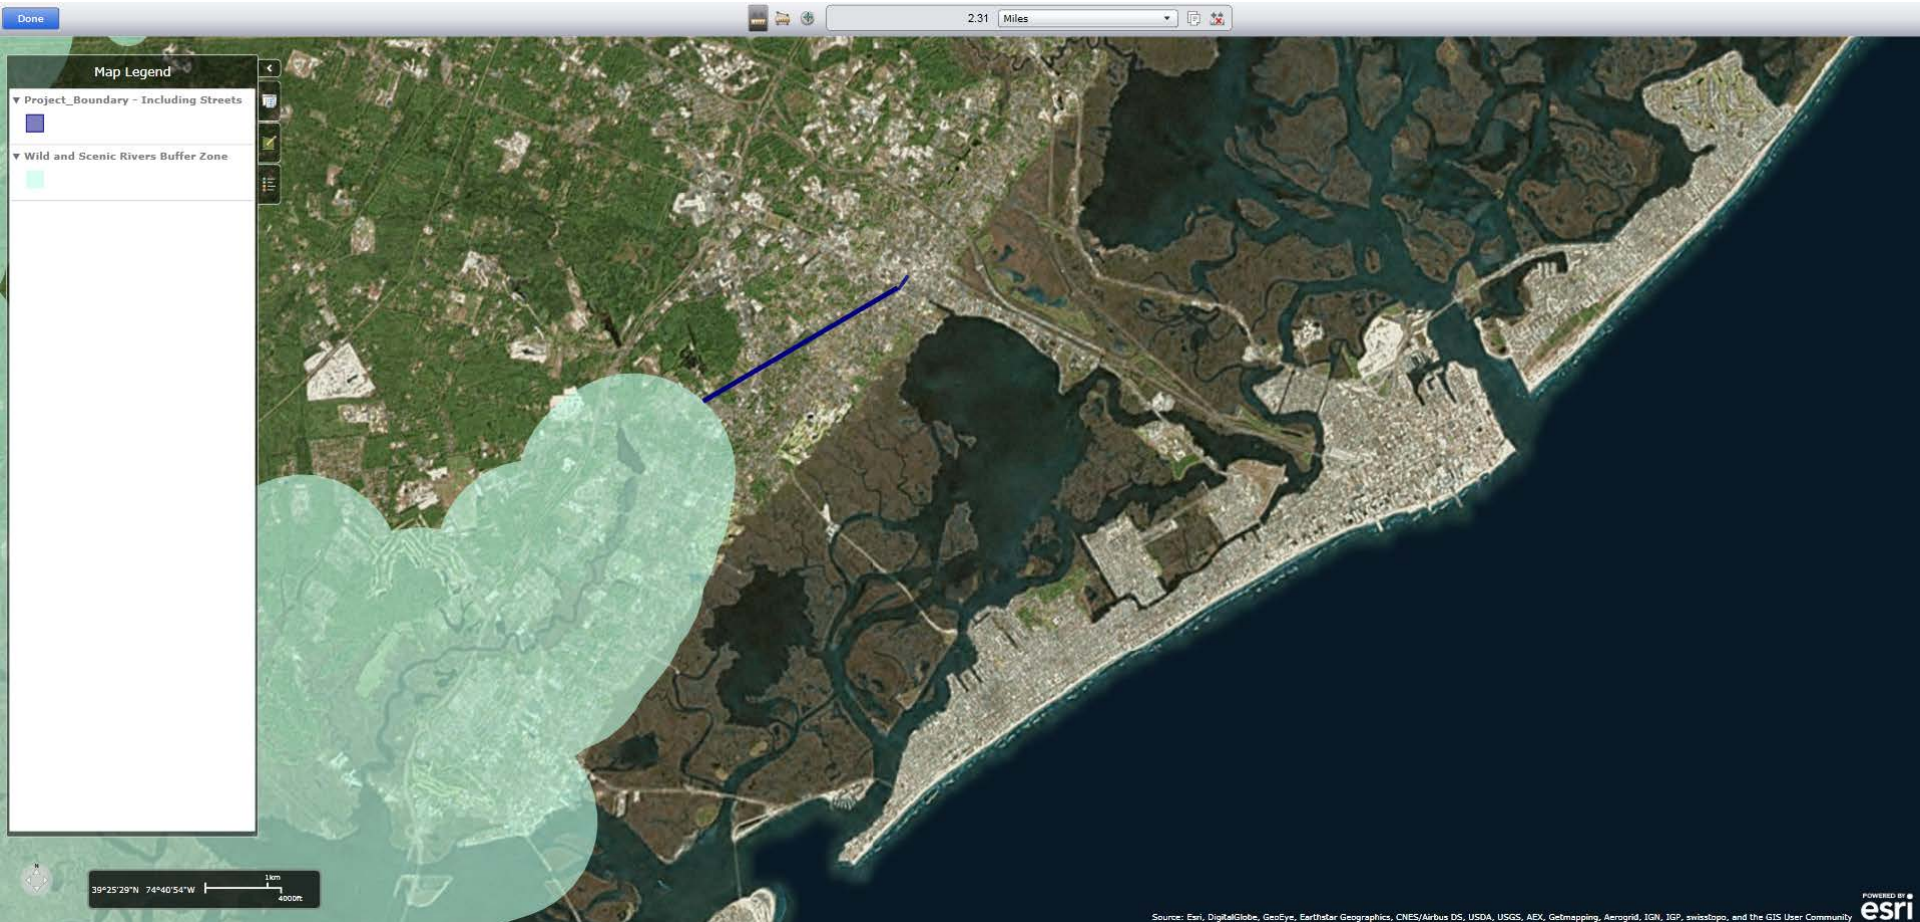 Done
2.31 Miles
Map Legend
Project_Boundary - Including Streets
Wild and Scenic Rivers Buffer Zone
N
39°25'29"N 74°40'54"W
1km
4000ft
POWERED BY
esri
Source: Esri, DigitalGlobe, GeoEye, Earthstar Geographics, CNES/Airbus DS, USDA, USGS, AEX, Getmapping, Aerogrid, IGN, IGP, swisstopo, and the GIS User Community